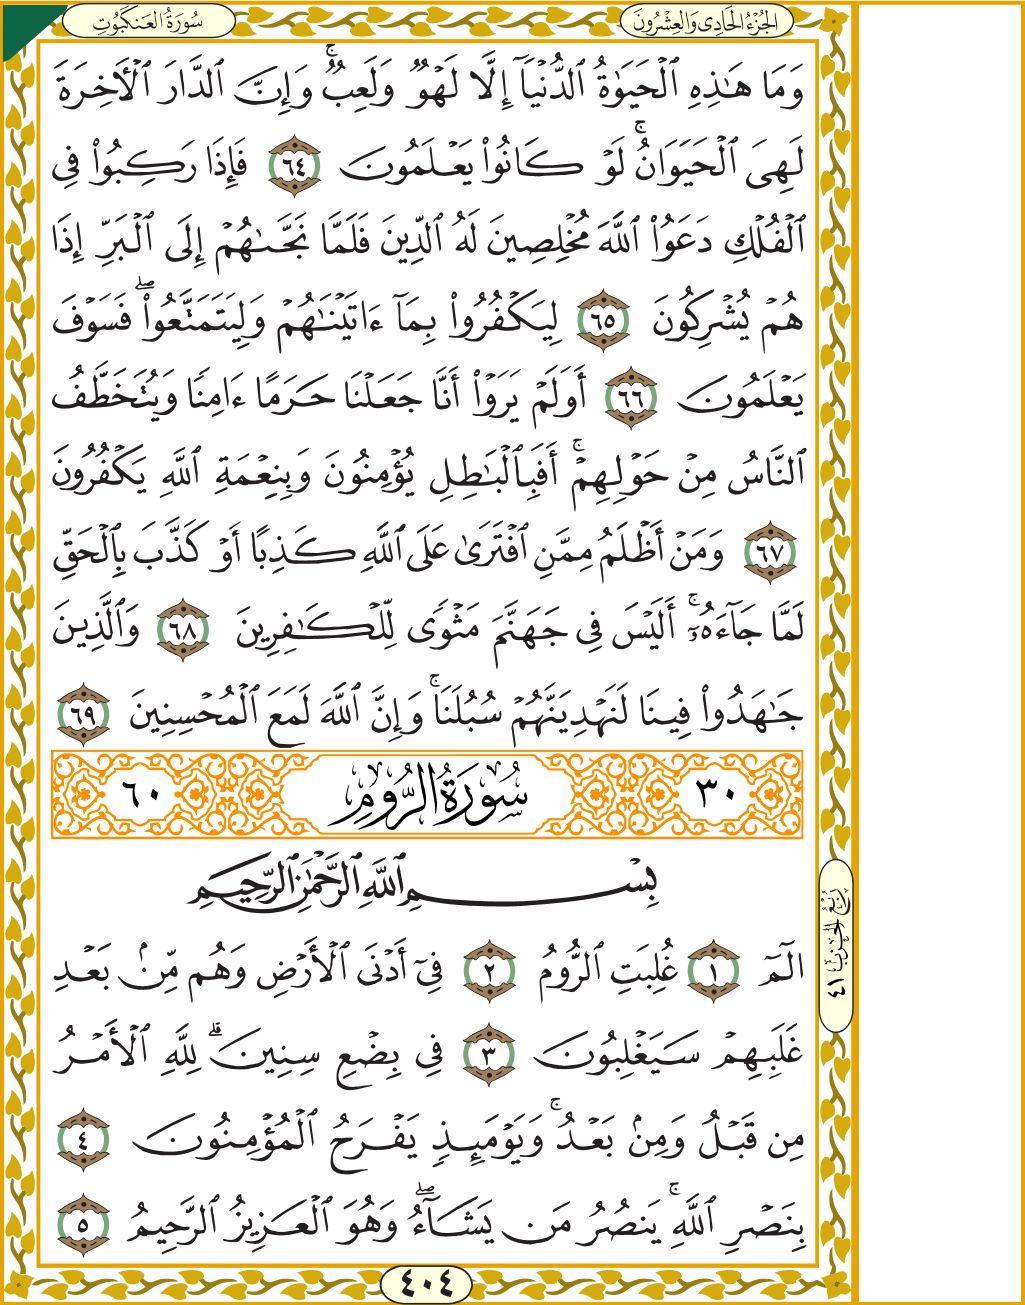 الجُزْءُ الحَادِى وَالعِشْرُونَ
سُورَةُ العَنكَبُوتِ
وَمَا هَٰذِهِ ٱلْحَيَوٰةُ ٱلدُّنْيَآ إِلَّا لَهْوٌ وَلَعِبٌ ۚ وَإِنَّ ٱلدَّارَ ٱلْـَٔاخِرَةَ
لَهِىَ ٱلْحَيَوَانُ ۚ لَوْ كَانُوا۟ يَعْلَمُونَ ٦٤ فَإِذَا رَكِبُوا۟ فِى
ٱلْفُلْكِ دَعَوُا۟ ٱللَّهَ مُخْلِصِينَ لَهُ ٱلدِّينَ فَلَمَّا نَجَّىٰهُمْ إِلَى ٱلْبَرِّ إِذَا
هُمْ يُشْرِكُونَ ٦٥ لِيَكْفُرُوا۟ بِمَآ ءَاتَيْنَٰهُمْ وَلِيَتَمَتَّعُوا۟ ۖ فَسَوْفَ
يَعْلَمُونَ ٦٦ أَوَلَمْ يَرَوْا۟ أَنَّا جَعَلْنَا حَرَمًا ءَامِنًا وَيُتَخَطَّفُ
ٱلنَّاسُ مِنْ حَوْلِهِمْ ۚ أَفَبِٱلْبَٰطِلِ يُؤْمِنُونَ وَبِنِعْمَةِ ٱللَّهِ يَكْفُرُونَ
٦٧ وَمَنْ أَظْلَمُ مِمَّنِ ٱفْتَرَىٰ عَلَى ٱللَّهِ كَذِبًا أَوْ كَذَّبَ بِٱلْحَقِّ
لَمَّا جَآءَهُۥٓ ۚ أَلَيْسَ فِى جَهَنَّمَ مَثْوًى لِّلْكَٰفِرِينَ ٦٨ وَٱلَّذِينَ
جَٰهَدُوا۟ فِينَا لَنَهْدِيَنَّهُمْ سُبُلَنَا ۚ وَإِنَّ ٱللَّهَ لَمَعَ ٱلْمُحْسِنِينَ ٦٩
٣٠ سُورَةُ الرُّومِ ٦٠
بِسْمِ ٱللَّهِ ٱلرَّحْمَٰنِ ٱلرَّحِيمِ
الٓمٓ ١ غُلِبَتِ ٱلرُّومُ ٢ فِىٓ أَدْنَى ٱلْأَرْضِ وَهُم مِّنۢ بَعْدِ
غَلَبِهِمْ سَيَغْلِبُونَ ٣ فِى بِضْعِ سِنِينَ ۗ لِلَّهِ ٱلْأَمْرُ
مِن قَبْلُ وَمِنۢ بَعْدُ ۚ وَيَوْمَئِذٍ يَفْرَحُ ٱلْمُؤْمِنُونَ ٤
بِنَصْرِ ٱللَّهِ ۚ يَنصُرُ مَن يَشَآءُ ۖ وَهُوَ ٱلْعَزِيزُ ٱلرَّحِيمُ ٥
رُبْعُ الحِزْبِ ٤١
٤٠٤